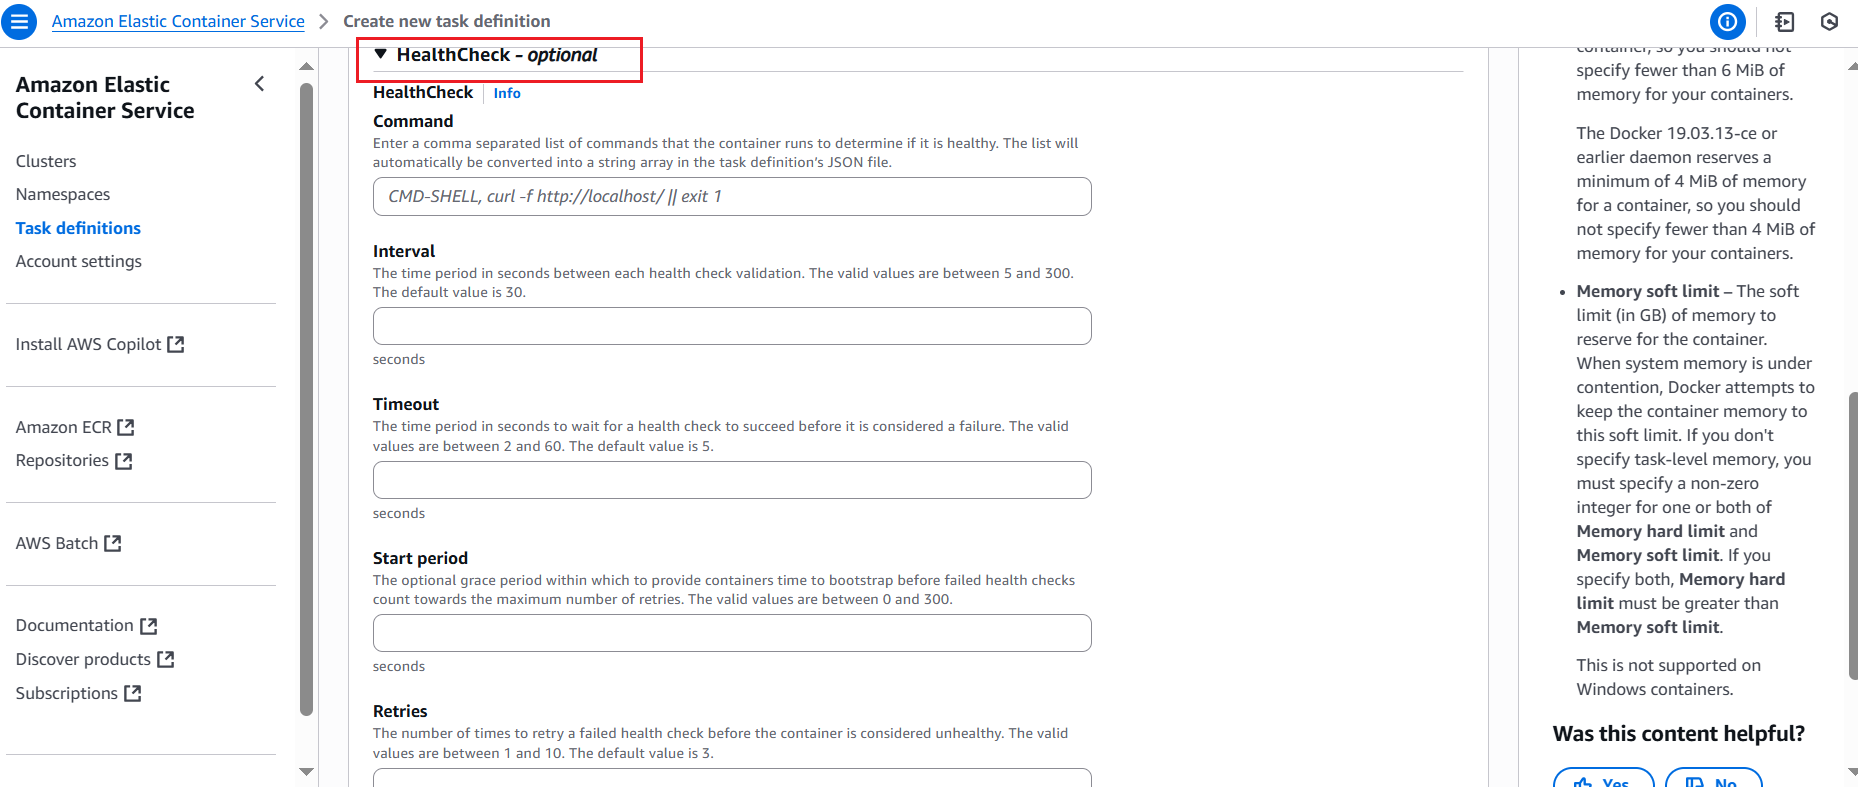 Amazon Elastic Container Service > Create new task definition
Amazon Elastic
Container Service
Clusters
Namespaces
Task definitions
Account settings
Install AWS Copilot
Amazon ECR
Repositories
AWS Batch
Documentation
Discover products
Subscriptions
HealthCheck - optional
HealthCheck
Info
Command
Enter a comma separated list of commands that the container runs to determine if it is healthy. The list will
automatically be converted into a string array in the task definition’s JSON file.
CMD-SHELL, curl -f http://localhost/ || exit 1
Interval
The time period in seconds between each health check validation. The valid values are between 5 and 300.
The default value is 30.
seconds
Timeout
The time period in seconds to wait for a health check to succeed before it is considered a failure. The valid
values are between 2 and 60. The default value is 5.
seconds
Start period
The optional grace period within which to provide containers time to bootstrap before failed health checks
count towards the maximum number of retries. The valid values are between 0 and 300.
seconds
Retries
The number of times to retry a failed health check before the container is considered unhealthy. The valid
values are between 1 and 10. The default value is 3.
container, so you should not
specify fewer than 6 MiB of
memory for your containers.
The Docker 19.03.13-ce or
earlier daemon reserves a
minimum of 4 MiB of memory
for a container, so you should
not specify fewer than 4 MiB of
memory for your containers.
• Memory soft limit – The soft
limit (in GB) of memory to
reserve for the container.
When system memory is under
contention, Docker attempts to
keep the container memory to
this soft limit. If you don't
specify task-level memory, you
must specify a non-zero
integer for one or both of
Memory hard limit and
Memory soft limit. If you
specify both, Memory hard
limit must be greater than
Memory soft limit.
This is not supported on
Windows containers.
Was this content helpful?
Yes
No